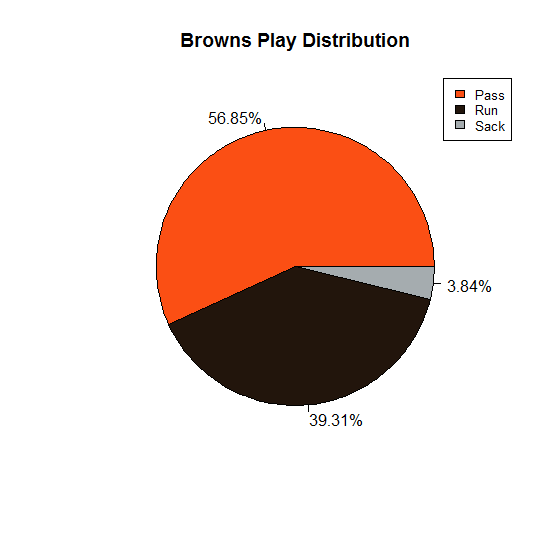 Browns Play Distribution
Pass
Run
Sack
56.85%
3.84%
39.31%